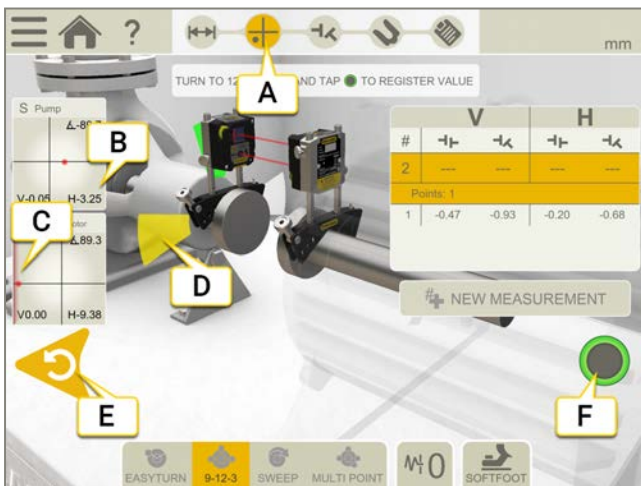 ?
mm
TURN TO 12 AND TAP TO REGISTER VALUE
A
S Pump
∡-89.7
B
V-0.05 H-3.25
C
∡89.3
V0.00 H-9.38
D
V H
#
2 --- --- --- ---
Points: 1
1 -0.47 -0.93 -0.20 -0.68
# NEW MEASUREMENT
E
F
EASYTURN 9-12-3 SWEEP MULTI POINT
0
SOFTFOOT